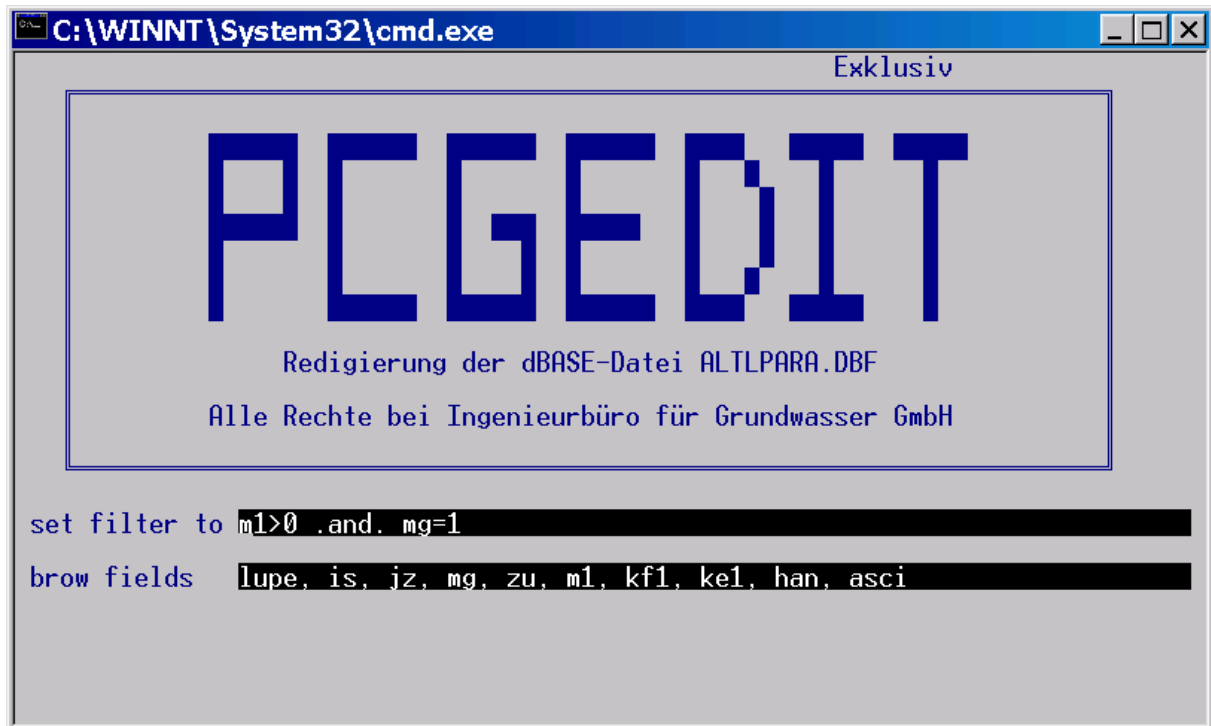 C:\WINNT\System32\cmd.exe
Exklusiv
PCGEDIT
Redigierung der dBASE-Datei ALTLPARA.DBF
Alle Rechte bei Ingenieurbüro für Grundwasser GmbH
set filter to m1>0 .and. mg=1
brow fields lupe, is, jz, mg, zu, m1, kf1, ke1, han, asci